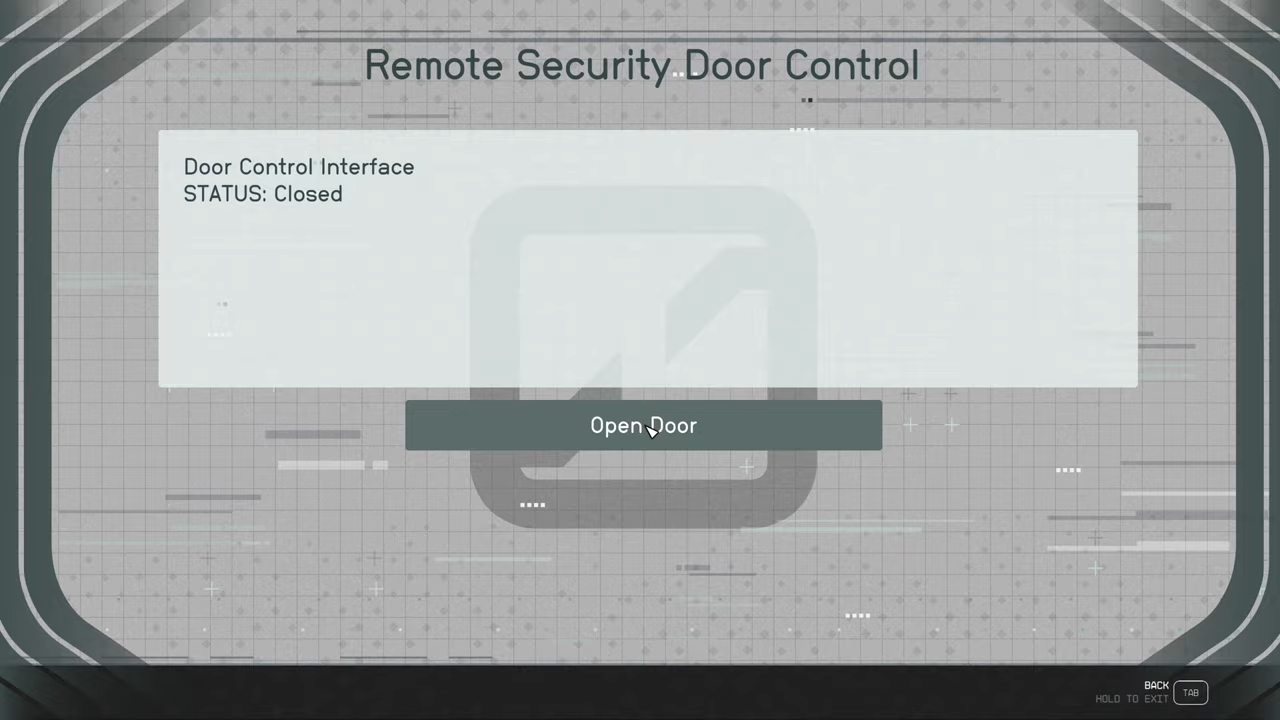 Remote Security Door Control
Door Control Interface
STATUS: Closed
Open Door
BACK
HOLD TO EXIT
TAB